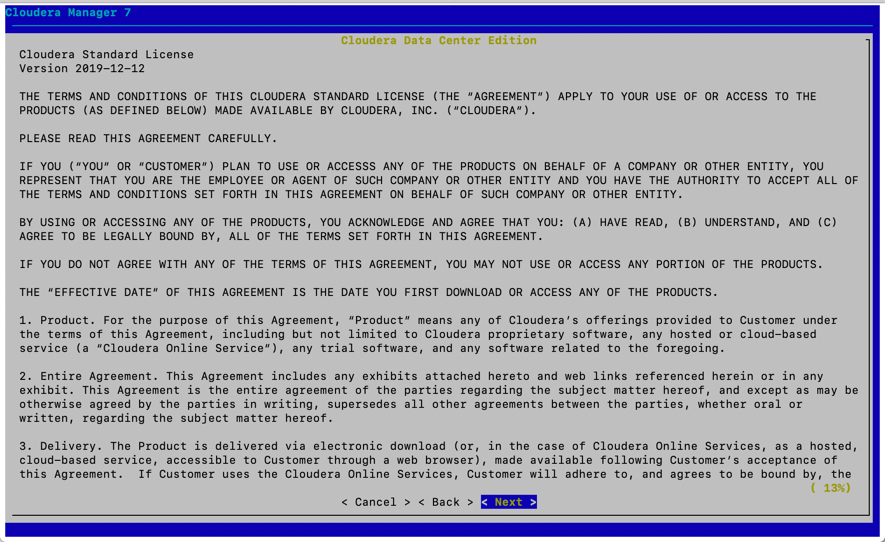 Cloudera Manager 7
Cloudera Data Center Edition
Cloudera Standard License
Version 2019-12-12
THE TERMS AND CONDITIONS OF THIS CLOUDERA STANDARD LICENSE (THE “AGREEMENT”) APPLY TO YOUR USE OF OR ACCESS TO THE
PRODUCTS (AS DEFINED BELOW) MADE AVAILABLE BY CLOUDERA, INC. (“CLOUDERA”).
PLEASE READ THIS AGREEMENT CAREFULLY.
IF YOU (“YOU” OR “CUSTOMER”) PLAN TO USE OR ACCESSS ANY OF THE PRODUCTS ON BEHALF OF A COMPANY OR OTHER ENTITY, YOU
REPRESENT THAT YOU ARE THE EMPLOYEE OR AGENT OF SUCH COMPANY OR OTHER ENTITY AND YOU HAVE THE AUTHORITY TO ACCEPT ALL OF
THE TERMS AND CONDITIONS SET FORTH IN THIS AGREEMENT ON BEHALF OF SUCH COMPANY OR OTHER ENTITY.
BY USING OR ACCESSING ANY OF THE PRODUCTS, YOU ACKNOWLEDGE AND AGREE THAT YOU: (A) HAVE READ, (B) UNDERSTAND, AND (C)
AGREE TO BE LEGALLY BOUND BY, ALL OF THE TERMS SET FORTH IN THIS AGREEMENT.
IF YOU DO NOT AGREE WITH ANY OF THE TERMS OF THIS AGREEMENT, YOU MAY NOT USE OR ACCESS ANY PORTION OF THE PRODUCTS.
THE “EFFECTIVE DATE” OF THIS AGREEMENT IS THE DATE YOU FIRST DOWNLOAD OR ACCESS ANY OF THE PRODUCTS.
1. Product. For the purpose of this Agreement, “Product” means any of Cloudera’s offerings provided to Customer under
the terms of this Agreement, including but not limited to Cloudera proprietary software, any hosted or cloud-based
service (a “Cloudera Online Service”), any trial software, and any software related to the foregoing.
2. Entire Agreement. This Agreement includes any exhibits attached hereto and web links referenced herein or in any
exhibit. This Agreement is the entire agreement of the parties regarding the subject matter hereof, and except as may be
otherwise agreed by the parties in writing, supersedes all other agreements between the parties, whether oral or
written, regarding the subject matter hereof.
3. Delivery. The Product is delivered via electronic download (or, in the case of Cloudera Online Services, as a hosted,
cloud-based service, accessible to Customer through a web browser), made available following Customer’s acceptance of
this Agreement.  If Customer uses the Cloudera Online Services, Customer will adhere to, and agrees to be bound by, the
( 13%)
< Cancel > < Back > < Next >